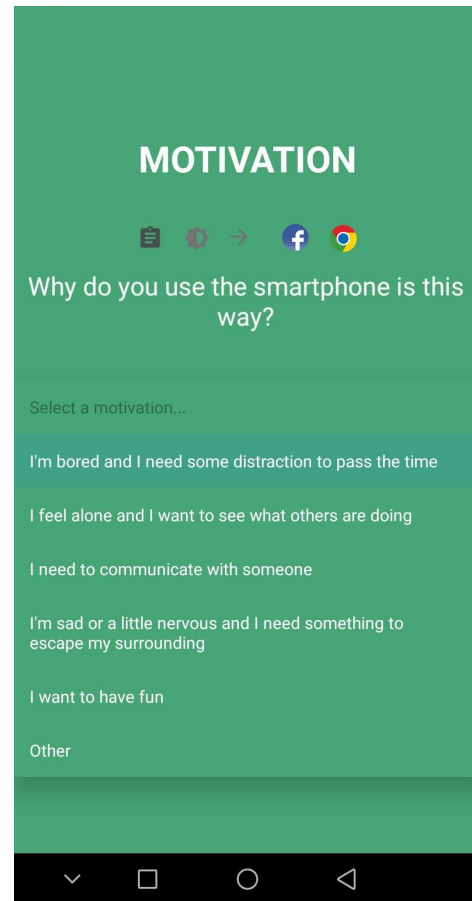 MOTIVATION
Why do you use the smartphone is this
way?
Select a motivation...
I'm bored and I need some distraction to pass the time
I feel alone and I want to see what others are doing
I need to communicate with someone
I'm sad or a little nervous and I need something to
escape my surrounding
I want to have fun
Other